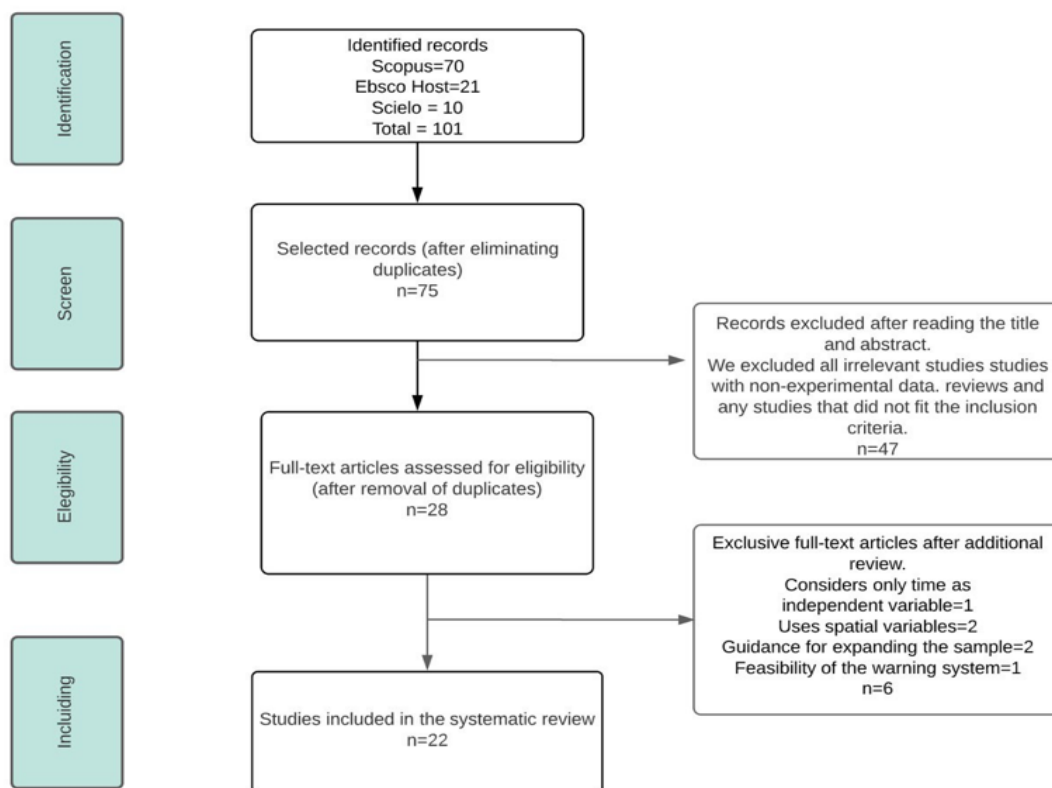 Identification
Identified records
Scopus=70
Ebsco Host=21
Scielo = 10
Total = 101
Screen
Selected records (after eliminating
duplicates)
n=75
Records excluded after reading the title
and abstract.
We excluded all irrelevant studies studies
with non-experimental data. reviews and
any studies that did not fit the inclusion
criteria.
n=47
Elegibility
Full-text articles assessed for eligibility
(after removal of duplicates)
n=28
Exclusive full-text articles after additional
review.
Considers only time as
independent variable=1
Uses spatial variables=2
Guidance for expanding the sample=2
Feasibility of the warning system=1
n=6
Incluiding
Studies included in the systematic review
n=22